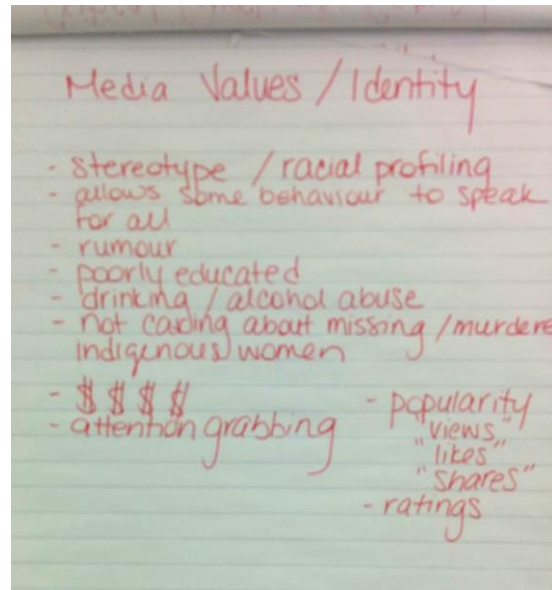 Media Values / Identity
- stereotype / racial profiling
- allows some behaviour to speak
for all
- rumour
- poorly educated
- drinking / alcohol abuse
- not caring about missing / murdere
indigenous women
- $ $ $ $
- attention grabbing
- popularity
"views"
"likes"
"shares"
- ratings